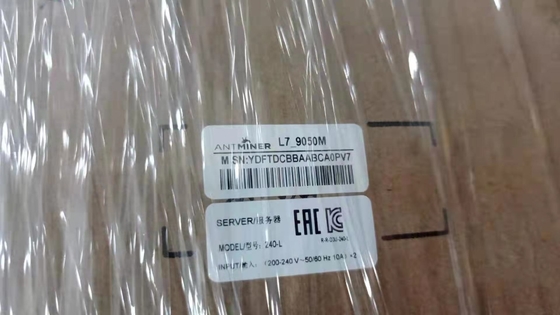 ANTMINER L7_9050M
M SN:YDFTDCBBAABCA0PV7
SERVER/服务器
EAC
MODEL/型号: 240-L
INPUT/输入: 200-240 V~50/60 Hz 10A